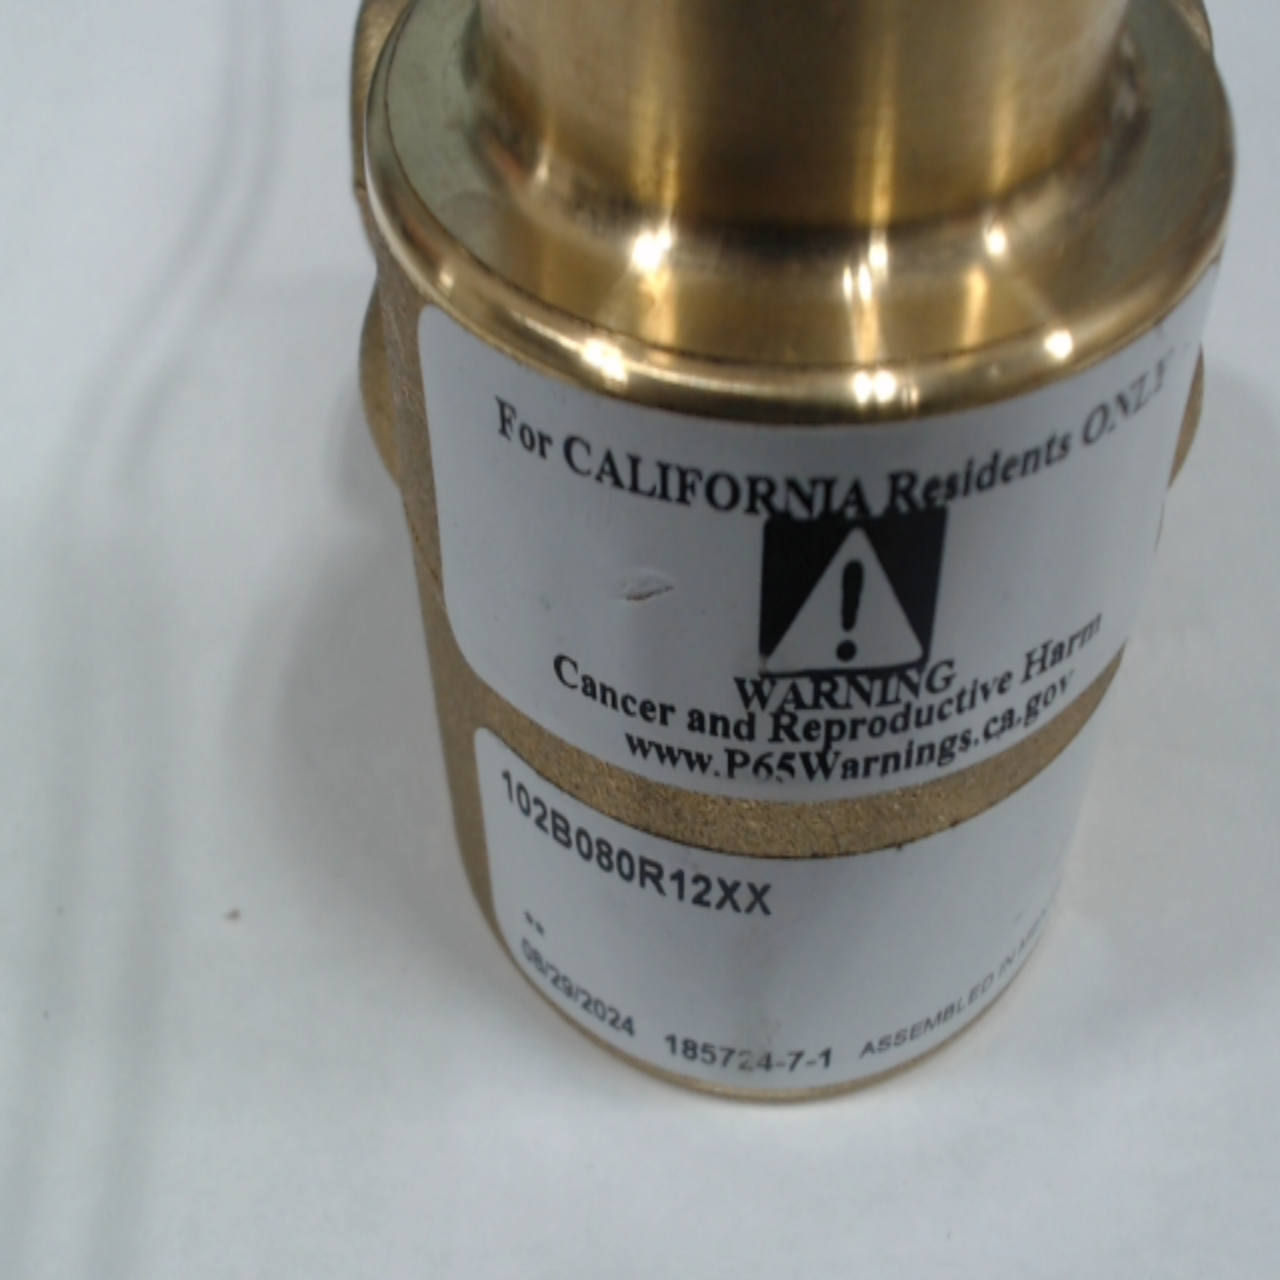 For CALIFORNIA Residents ONLY
WARNING
Cancer and Reproductive Harm
www.P65Warnings.ca.gov
102B080R12XX
**
08/29/2024 185724-7-1 ASSEMBLED IN